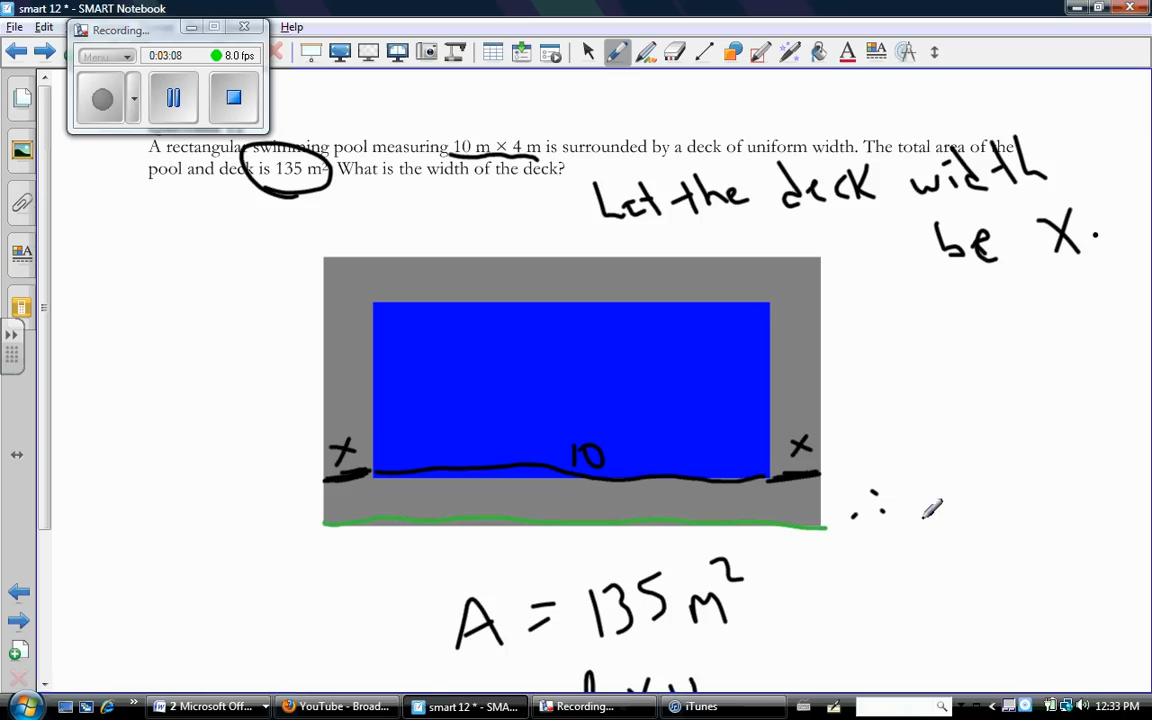 smart 12 * - SMART Notebook
File Edit Help
Recording...
Menu 0:03:08 8.0 fps
A rectangular swimming pool measuring 10 m × 4 m is surrounded by a deck of uniform width. The total area of the
pool and deck is 135 m². What is the width of the deck?
Let the deck width
be X.
X 10 X
∴
A = 135 m²
2 Microsoft Offi... YouTube - Broad... smart 12 * - SMA... Recording... iTunes 12:33 PM